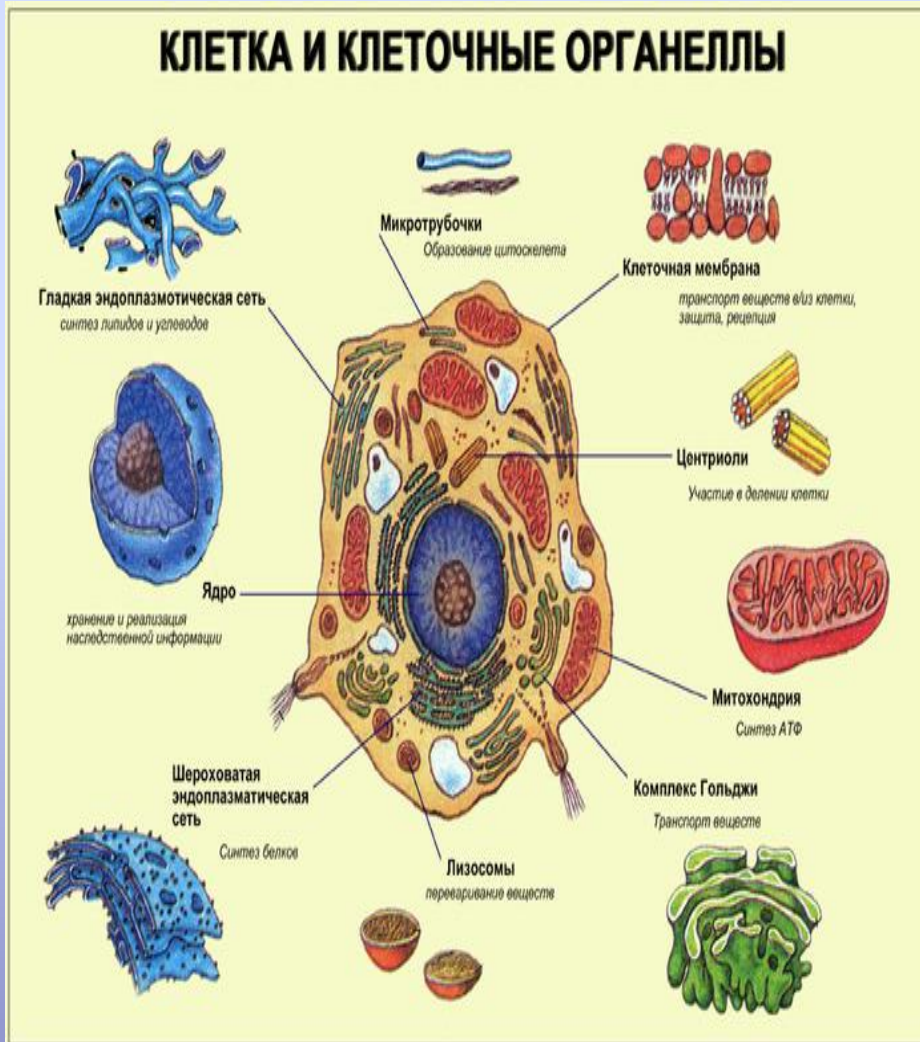 КЛЕТКА И КЛЕТОЧНЫЕ ОРГАНЕЛЛЫ
Микротрубочки
Образование цитоскелета
Клеточная мембрана
транспорт веществ в/из клетки,
защита, рецепция
Гладкая эндоплазмотическая сеть
синтез липидов и углеводов
Центриоли
Участие в делении клетки
Ядро
хранение и реализация
наследственной информации
Митохондрия
Синтез АТФ
Шероховатая
эндоплазматическая
сеть
Синтез белков
Комплекс Гольджи
Транспорт веществ
Лизосомы
переваривание веществ